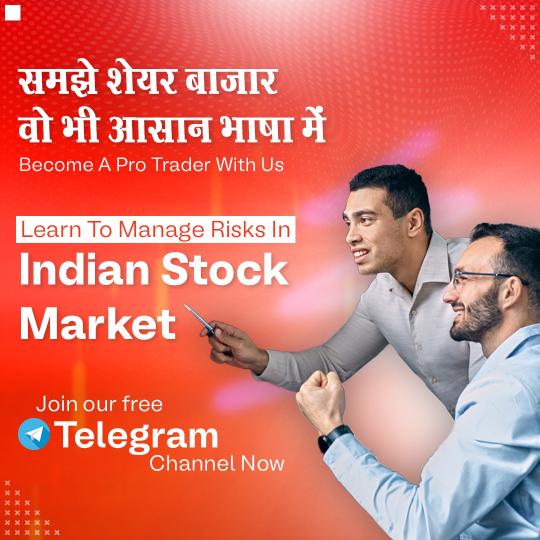 समझे शेयर बाजार
वो भी आसान भाषा में
Become A Pro Trader With Us
Learn To Manage Risks In
Indian Stock
Market
Join our free
Telegram
Channel Now